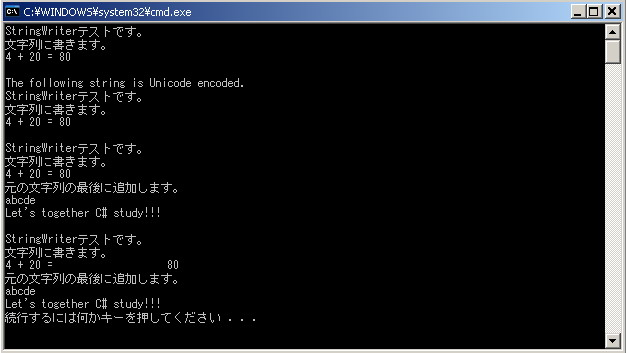 C:¥WINDOWS¥system32¥cmd.exe
StringWriterテストです。
文字列に書きます。
4 + 20 = 80
The following string is Unicode encoded.
StringWriterテストです。
文字列に書きます。
4 + 20 = 80
StringWriterテストです。
文字列に書きます。
4 + 20 = 80
元の文字列の最後に追加します。
abcde
Let's together C# study!!!
StringWriterテストです。
文字列に書きます。
4 + 20 =                  80
元の文字列の最後に追加します。
abcde
Let's together C# study!!!
続行するには何かキーを押してください . . .